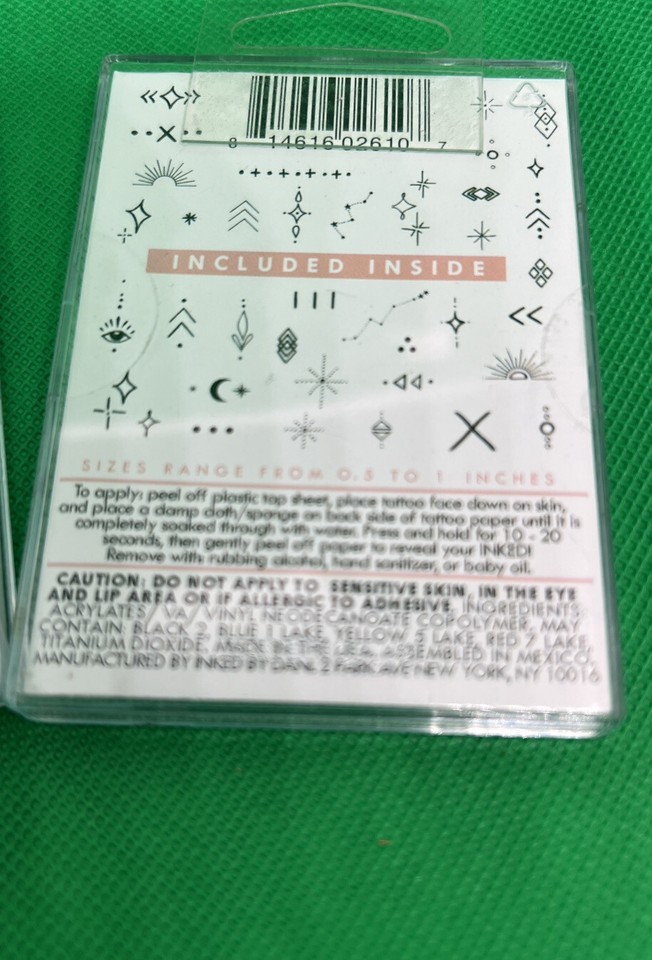 8 14616 02610 7
INCLUDED INSIDE
SIZES RANGE FROM 0.5 TO 1 INCHES
To apply: peel off plastic top sheet, place tattoo face down on skin,
and place a damp cloth/sponge on back side of tattoo paper until it is
completely soaked through with water. Press and hold for 10 - 20
seconds, then gently peel off paper to reveal your INKED!
Remove with rubbing alcohol, hand sanitizer, or baby oil.
CAUTION: DO NOT APPLY TO SENSITIVE SKIN, IN THE EYE
AND LIP AREA OR IF ALLERGIC TO ADHESIVE. INGREDIENTS:
ACRYLATES / VA/ VINYL NEODECANOATE COPOLYMER. MAY
CONTAIN: BLACK 2, BLUE 1 LAKE, YELLOW 5 LAKE, RED 7 LAKE,
TITANIUM DIOXIDE. MADE IN THE USA. ASSEMBLED IN MEXICO.
MANUFACTURED BY INKED BY DANI. 2 PARK AVE NEW YORK, NY 10016